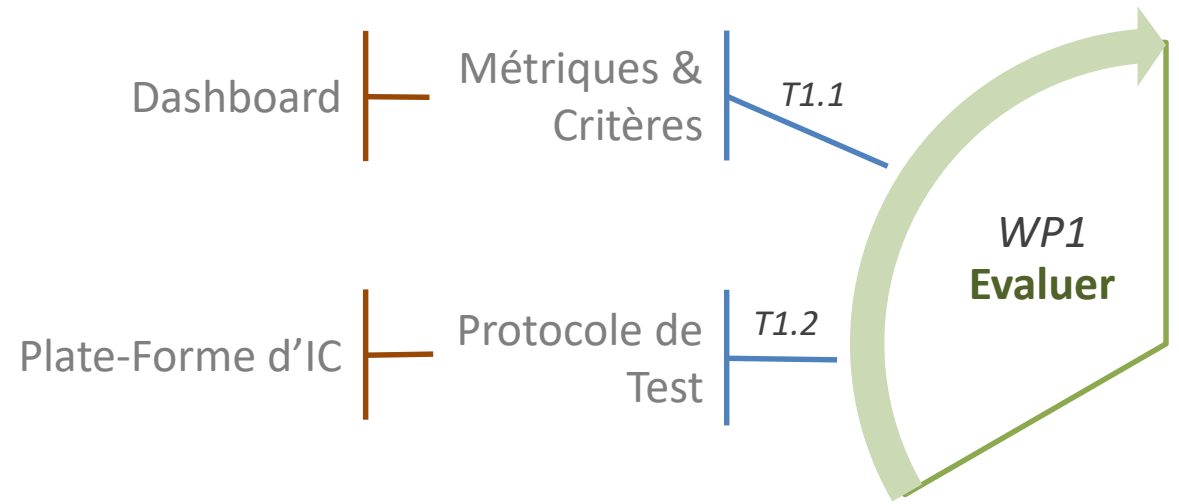 Dashboard
Métriques &
Critères
T1.1
WP1
Evaluer
Plate-Forme d’IC
Protocole de
Test
T1.2